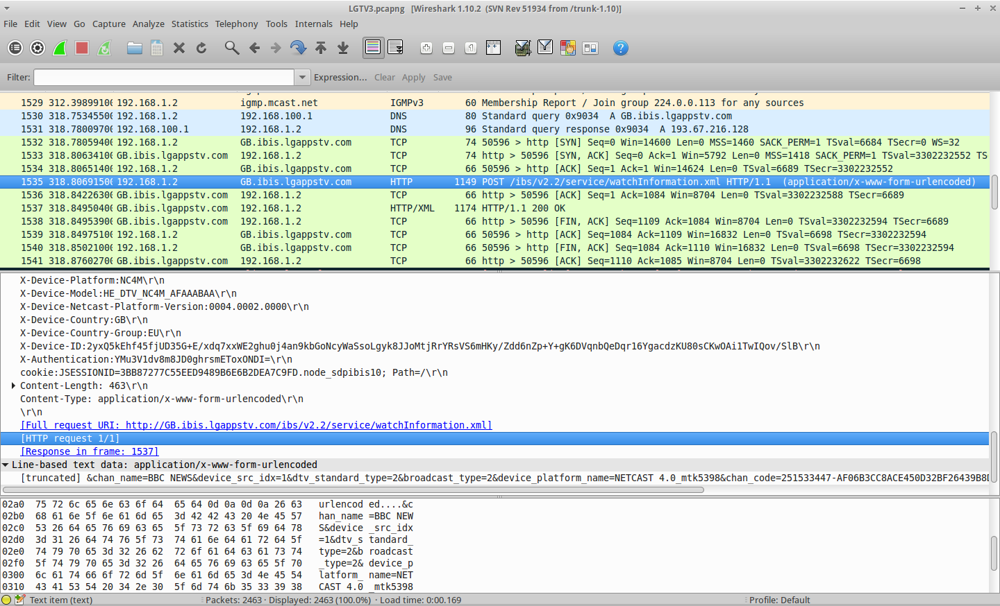 LGTV3.pcapng [Wireshark 1.10.2 (SVN Rev 51934 from /trunk-1.10)]
File Edit View Go Capture Analyze Statistics Telephony Tools Internals Help
Filter: Expression... Clear Apply Save
1529 312.39899100 192.168.1.2 igmp.mcast.net IGMPv3 60 Membership Report / Join group 224.0.0.113 for any sources
1530 318.75345500 192.168.1.2 192.168.100.1 DNS 80 Standard query 0x9034 A GB.ibis.lgappstv.com
1531 318.78009700 192.168.100.1 192.168.1.2 DNS 96 Standard query response 0x9034 A 193.67.216.128
1532 318.78059400 192.168.1.2 GB.ibis.lgappstv.com TCP 74 50596 > http [SYN] Seq=0 Win=14600 Len=0 MSS=1460 SACK_PERM=1 TSval=6684 TSecr=0 WS=32
1533 318.80634100 GB.ibis.lgappstv.com 192.168.1.2 TCP 74 http > 50596 [SYN, ACK] Seq=0 Ack=1 Win=5792 Len=0 MSS=1418 SACK_PERM=1 TSval=3302232552 TS
1534 318.80651400 192.168.1.2 GB.ibis.lgappstv.com TCP 66 50596 > http [ACK] Seq=1 Ack=1 Win=14624 Len=0 TSval=6689 TSecr=3302232552
1535 318.80691500 192.168.1.2 GB.ibis.lgappstv.com HTTP 1149 POST /ibs/v2.2/service/watchInformation.xml HTTP/1.1 (application/x-www-form-urlencoded)
1536 318.84226300 GB.ibis.lgappstv.com 192.168.1.2 TCP 66 http > 50596 [ACK] Seq=1 Ack=1084 Win=8704 Len=0 TSval=3302232588 TSecr=6689
1537 318.84950400 GB.ibis.lgappstv.com 192.168.1.2 HTTP/XML 1174 HTTP/1.1 200 OK
1538 318.84953900 GB.ibis.lgappstv.com 192.168.1.2 TCP 66 http > 50596 [FIN, ACK] Seq=1109 Ack=1084 Win=8704 Len=0 TSval=3302232594 TSecr=6689
1539 318.84975100 192.168.1.2 GB.ibis.lgappstv.com TCP 66 50596 > http [ACK] Seq=1084 Ack=1109 Win=16832 Len=0 TSval=6698 TSecr=3302232594
1540 318.85021000 192.168.1.2 GB.ibis.lgappstv.com TCP 66 50596 > http [FIN, ACK] Seq=1084 Ack=1110 Win=16832 Len=0 TSval=6698 TSecr=3302232594
1541 318.87602700 GB.ibis.lgappstv.com 192.168.1.2 TCP 66 http > 50596 [ACK] Seq=1110 Ack=1085 Win=8704 Len=0 TSval=3302232622 TSecr=6698
X-Device-Platform:NC4M\r\n
X-Device-Model:HE_DTV_NC4M_AFAAABAA\r\n
X-Device-Netcast-Platform-Version:0004.0002.0000\r\n
X-Device-Country:GB\r\n
X-Device-Country-Group:EU\r\n
X-Device-ID:2yxQ5kEhf45fjUD35G+E/xdq7xxWE2ghu0j4an9kbGoNcyWaSsoLgyk8JJoMtjRrYRsVS6mHKy/Zdd6nZp+Y+gK6DVqnbQeDqr16YgacdzKU80sCKwOAi1TwIQov/SlB\r\n
X-Authentication:YMu3V1dv8m8JD0ghrsmEToxONDI=\r\n
cookie:JSESSIONID=3BB87277C55EED9489B6E6B2DEA7C9FD.node_sdpibis10; Path=/\r\n
Content-Length: 463\r\n
Content-Type: application/x-www-form-urlencoded\r\n
\r\n
[Full request URI: http://GB.ibis.lgappstv.com/ibs/v2.2/service/watchInformation.xml]
[HTTP request 1/1]
[Response in frame: 1537]
Line-based text data: application/x-www-form-urlencoded
[truncated] &chan_name=BBC NEWS&device_src_idx=1&dtv_standard_type=2&broadcast_type=2&device_platform_name=NETCAST 4.0_mtk5398&chan_code=251533447-AF06B3CC8ACE450D32BF26439B8D
02a0 75 72 6c 65 6e 63 6f 64 65 64 0d 0a 0d 0a 26 63 urlencod ed....&c
02b0 68 61 6e 5f 6e 61 6d 65 3d 42 42 43 20 4e 45 57 han_name =BBC NEW
02c0 53 26 64 65 76 69 63 65 5f 73 72 63 5f 69 64 78 S&device _src_idx
02d0 3d 31 26 64 74 76 5f 73 74 61 6e 64 61 72 64 5f =1&dtv_s tandard_
02e0 74 79 70 65 3d 32 26 62 72 6f 61 64 63 61 73 74 type=2&b roadcast
02f0 5f 74 79 70 65 3d 32 26 64 65 76 69 63 65 5f 70 _type=2& device_p
0300 6c 61 74 66 6f 72 6d 5f 6e 61 6d 65 3d 4e 45 54 latform_ name=NET
0310 43 41 53 54 20 34 2e 30 5f 6d 74 6b 35 33 39 38 CAST 4.0 _mtk5398
Text item (text) Packets: 2463 · Displayed: 2463 (100.0%) · Load time: 0:00.169 Profile: Default